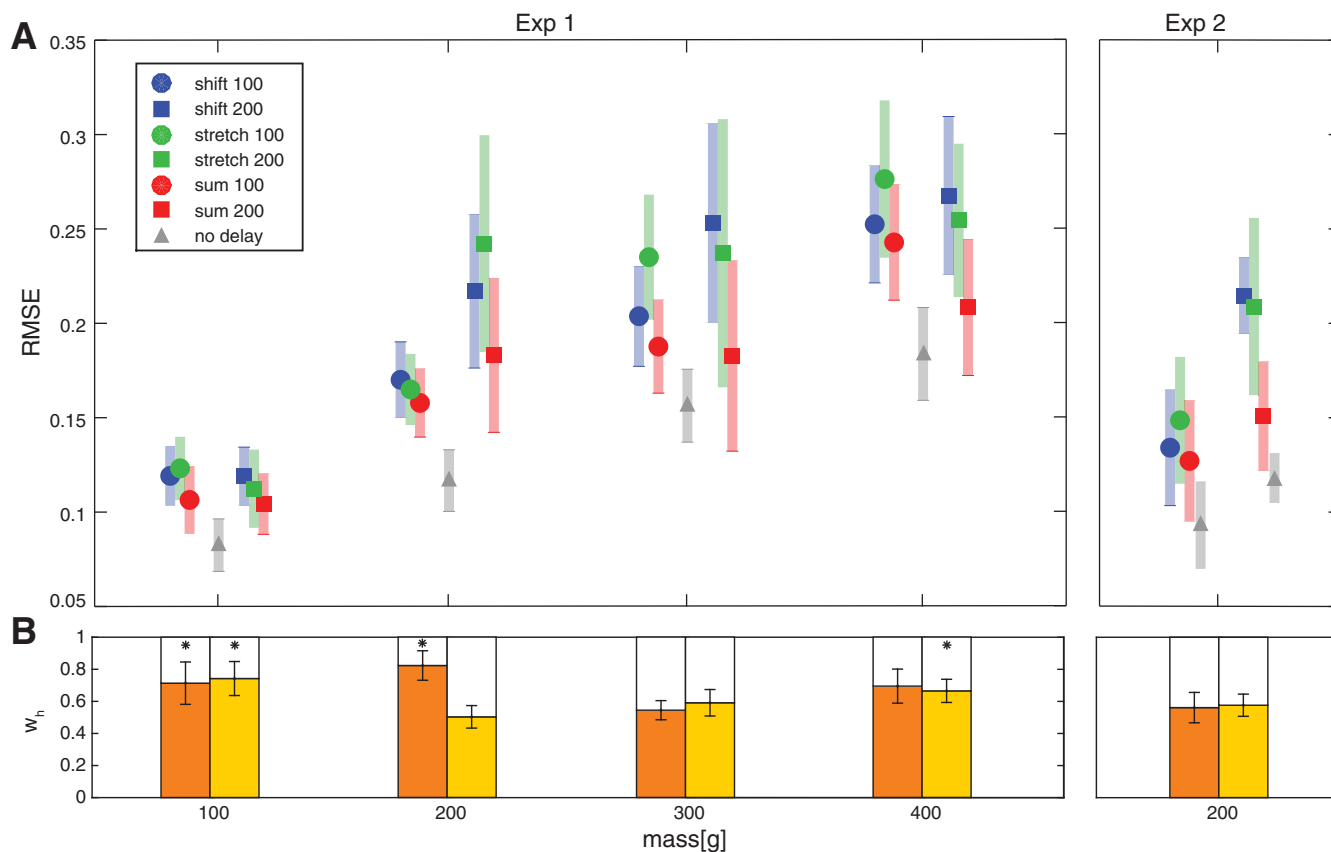 A
Exp 1
Exp 2
0.35
0.3
0.25
0.2
0.15
0.1
0.05
RMSE
shift 100
shift 200
stretch 100
stretch 200
sum 100
sum 200
no delay
B
1
0.8
0.6
0.4
0.2
0
w_h
* * * *
100 200 300 400 200
mass[g]